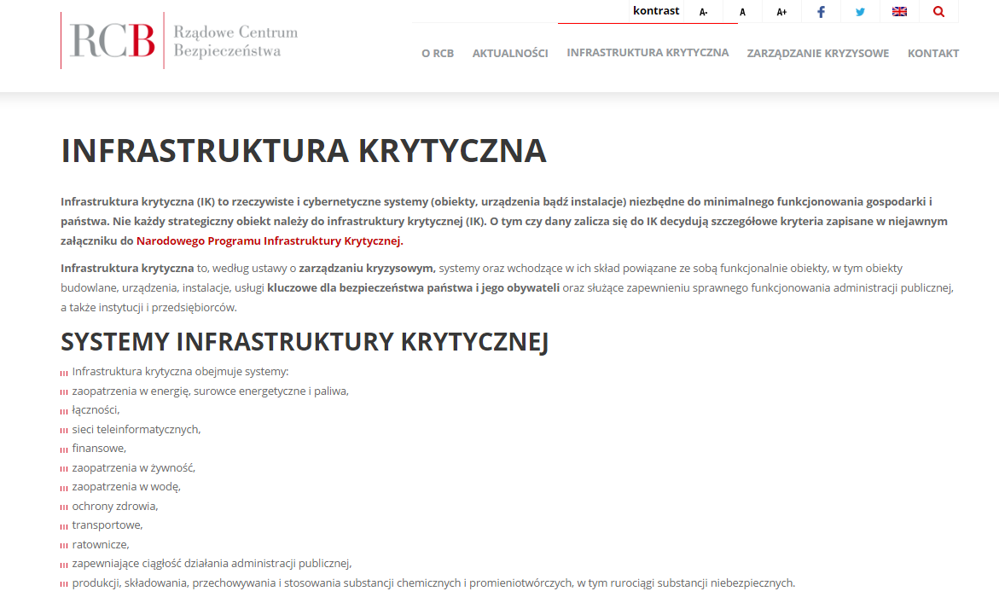 kontrast A- A A+
RCB Rządowe Centrum
Bezpieczeństwa
O RCB AKTUALNOŚCI INFRASTRUKTURA KRYTYCZNA ZARZĄDZANIE KRYZYSOWE KONTAKT
INFRASTRUKTURA KRYTYCZNA
Infrastruktura krytyczna (IK) to rzeczywiste i cybernetyczne systemy (obiekty, urządzenia bądź instalacje) niezbędne do minimalnego funkcjonowania gospodarki i
państwa. Nie każdy strategiczny obiekt należy do infrastruktury krytycznej (IK). O tym czy dany zalicza się do IK decydują szczegółowe kryteria zapisane w niejawnym
załączniku do Narodowego Programu Infrastruktury Krytycznej.
Infrastruktura krytyczna to, według ustawy o zarządzaniu kryzysowym, systemy oraz wchodzące w ich skład powiązane ze sobą funkcjonalnie obiekty, w tym obiekty
budowlane, urządzenia, instalacje, usługi kluczowe dla bezpieczeństwa państwa i jego obywateli oraz służące zapewnieniu sprawnego funkcjonowania administracji publicznej,
a także instytucji i przedsiębiorców.
SYSTEMY INFRASTRUKTURY KRYTYCZNEJ
Infrastruktura krytyczna obejmuje systemy:
zaopatrzenia w energię, surowce energetyczne i paliwa,
łączności,
sieci teleinformatycznych,
finansowe,
zaopatrzenia w żywność,
zaopatrzenia w wodę,
ochrony zdrowia,
transportowe,
ratownicze,
zapewniające ciągłość działania administracji publicznej,
produkcji, składowania, przechowywania i stosowania substancji chemicznych i promieniotwórczych, w tym rurociągi substancji niebezpiecznych.